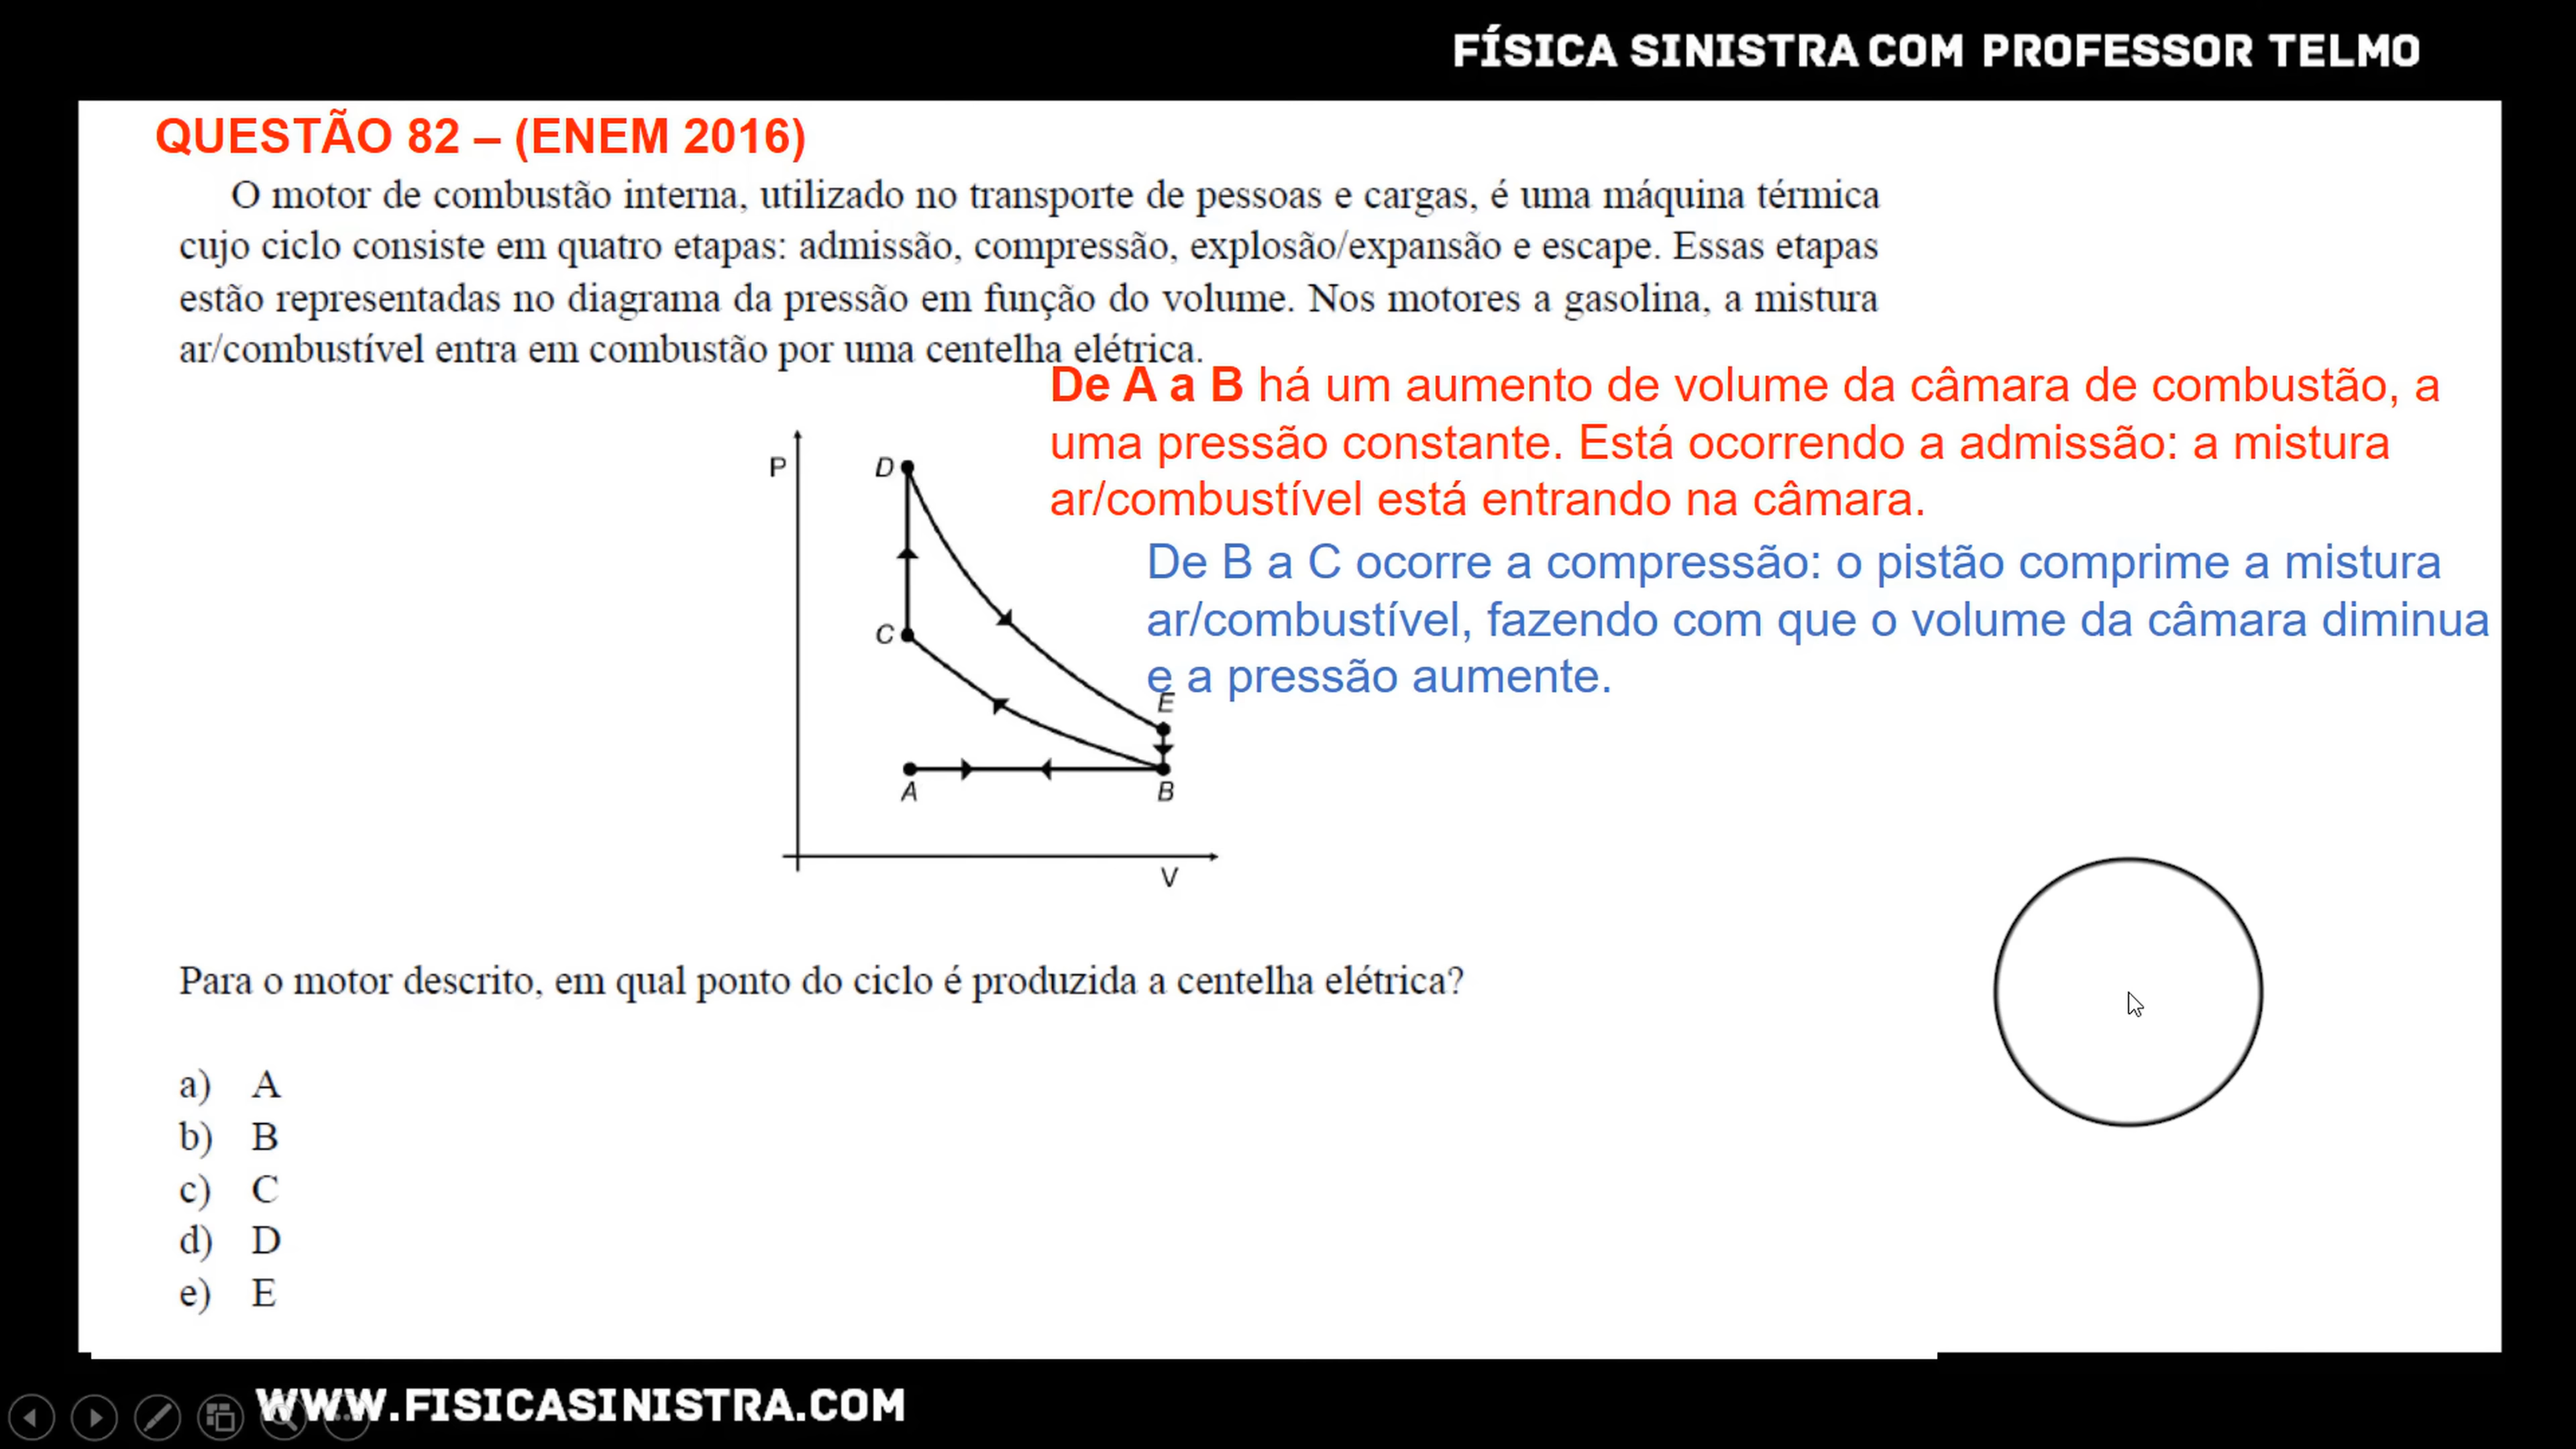 FÍSICA SINISTRA COM PROFESSOR TELMO
QUESTÃO 82 – (ENEM 2016)
O motor de combustão interna, utilizado no transporte de pessoas e cargas, é uma máquina térmica
cujo ciclo consiste em quatro etapas: admissão, compressão, explosão/expansão e escape. Essas etapas
estão representadas no diagrama da pressão em função do volume. Nos motores a gasolina, a mistura
ar/combustível entra em combustão por uma centelha elétrica.
De A a B há um aumento de volume da câmara de combustão, a
uma pressão constante. Está ocorrendo a admissão: a mistura
ar/combustível está entrando na câmara.
De B a C ocorre a compressão: o pistão comprime a mistura
ar/combustível, fazendo com que o volume da câmara diminua
e a pressão aumente.
P
D
C
E
A
B
V
Para o motor descrito, em qual ponto do ciclo é produzida a centelha elétrica?
a) A
b) B
c) C
d) D
e) E
WWW.FISICASINISTRA.COM